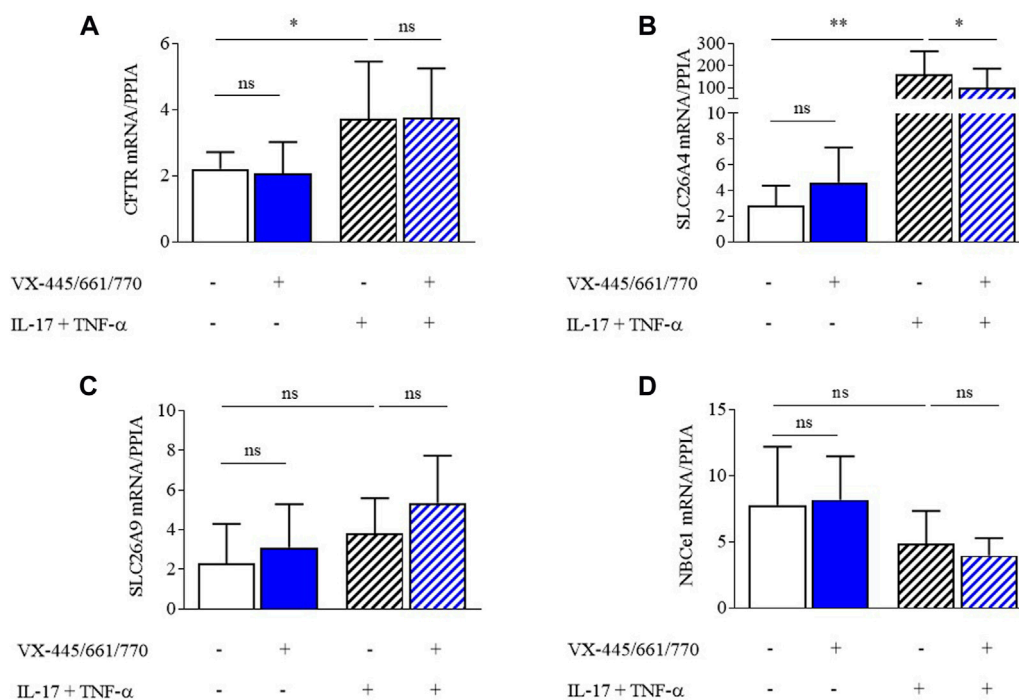 A
B
* ns
** *
6
4
2
0
CFTR mRNA/PPIA
ns
300
200
100
10
8
6
4
2
0
SLC26A4 mRNA/PPIA
ns
VX-445/661/770 - + - +
IL-17 + TNF-α - - + +
VX-445/661/770 - + - +
IL-17 + TNF-α - - + +
C
D
ns ns
ns ns
10
8
6
4
2
0
SLC26A9 mRNA/PPIA
ns
15
10
5
0
NBCe1 mRNA/PPIA
ns
VX-445/661/770 - + - +
IL-17 + TNF-α - - + +
VX-445/661/770 - + - +
IL-17 + TNF-α - - + +